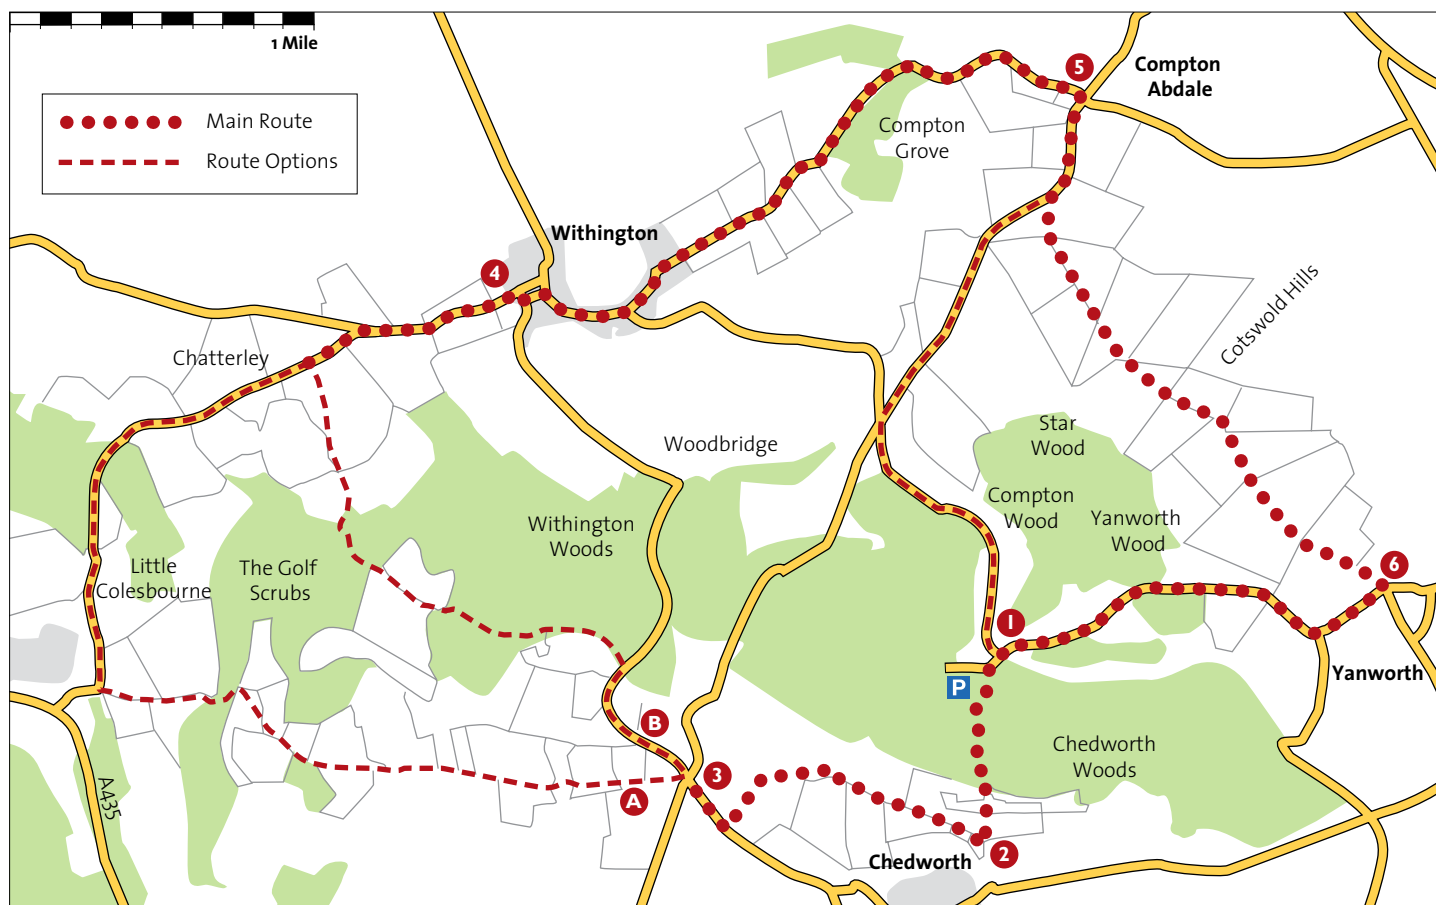 1 Mile
Main Route
Route Options
5
Compton
Abdale
Compton
Grove
Withington
4
Cotswold Hills
Chatterley
Woodbridge
Star
Wood
Compton
Wood
Yanworth
Wood
Withington
Woods
Little
Colesbourne
The Golf
Scrubs
6
1
Yanworth
P
B
Chedworth
Woods
3
A
A435
2
Chedworth